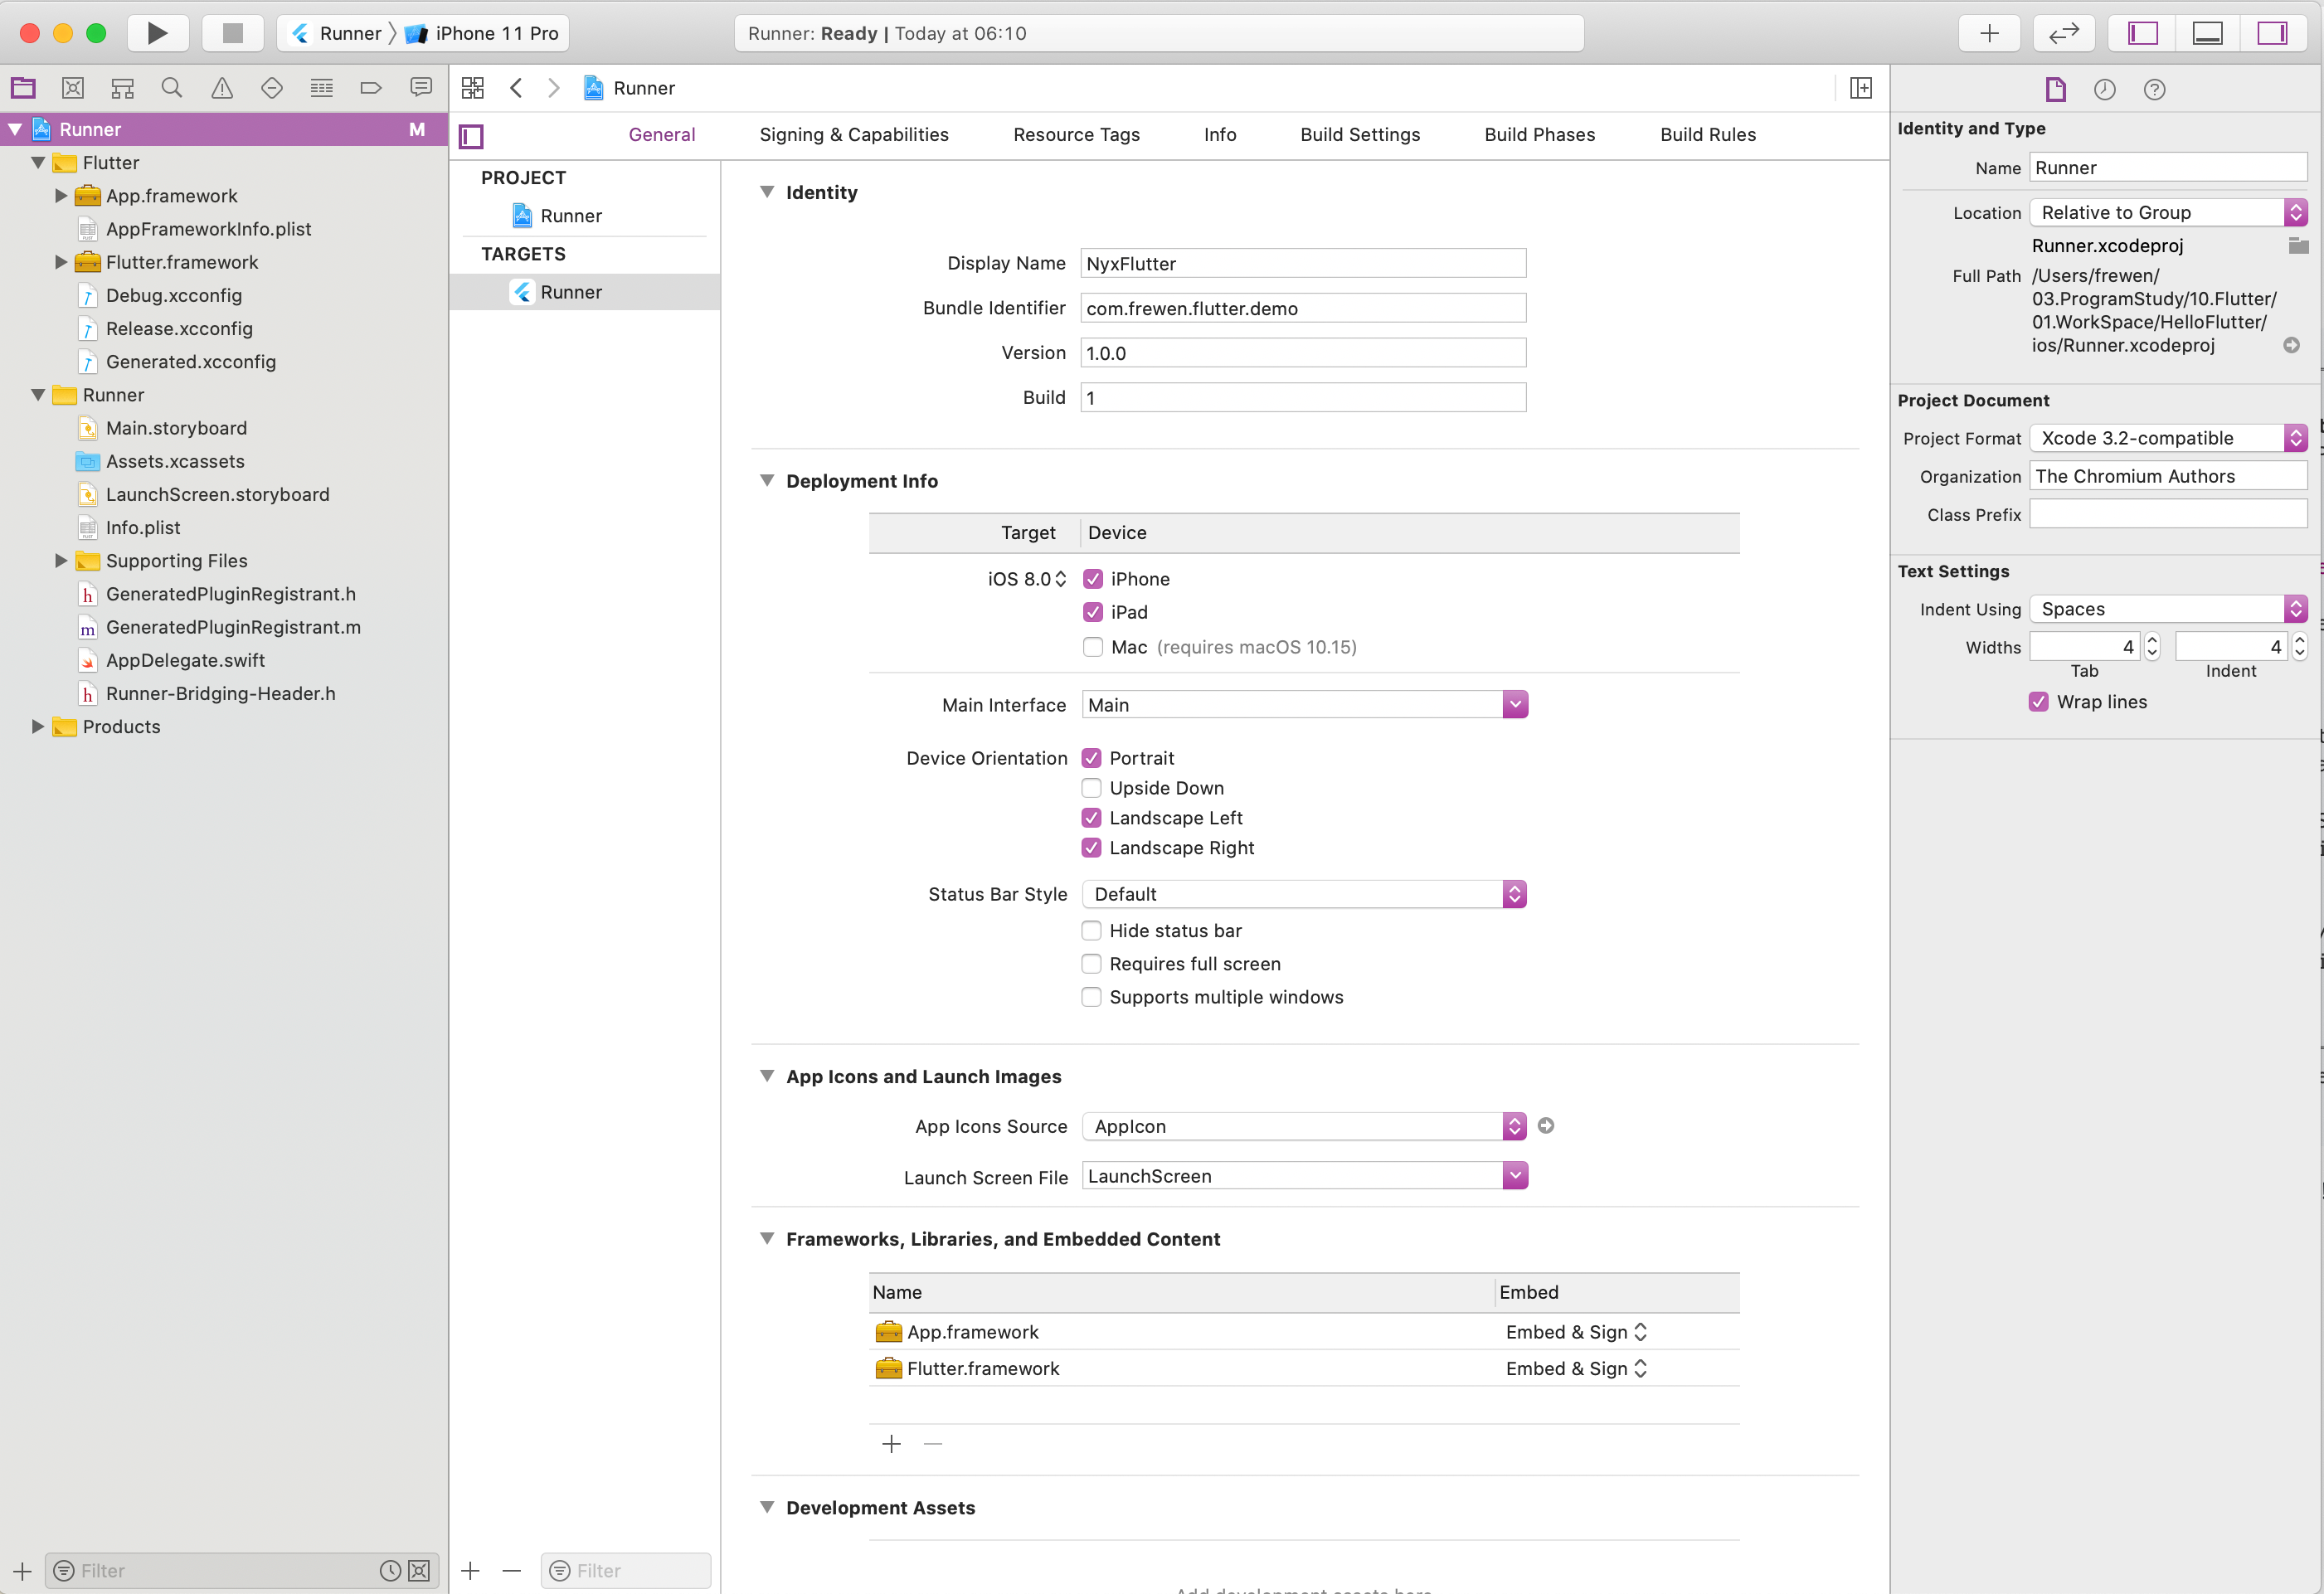 Runner 〉 iPhone 11 Pro
Runner: Ready | Today at 06:10
Runner
Runner M
Flutter
App.framework
AppFrameworkInfo.plist
Flutter.framework
Debug.xcconfig
Release.xcconfig
Generated.xcconfig
Runner
Main.storyboard
Assets.xcassets
LaunchScreen.storyboard
Info.plist
Supporting Files
GeneratedPluginRegistrant.h
GeneratedPluginRegistrant.m
AppDelegate.swift
Runner-Bridging-Header.h
Products
Filter
General Signing & Capabilities Resource Tags Info Build Settings Build Phases Build Rules
PROJECT
Runner
TARGETS
Runner
Filter
Identity
Display Name NyxFlutter
Bundle Identifier com.frewen.flutter.demo
Version 1.0.0
Build 1
Deployment Info
Target Device
iOS 8.0 iPhone
iPad
Mac (requires macOS 10.15)
Main Interface Main
Device Orientation Portrait
Upside Down
Landscape Left
Landscape Right
Status Bar Style Default
Hide status bar
Requires full screen
Supports multiple windows
App Icons and Launch Images
App Icons Source AppIcon
Launch Screen File LaunchScreen
Frameworks, Libraries, and Embedded Content
Name Embed
App.framework Embed & Sign
Flutter.framework Embed & Sign
Development Assets
Add development assets here
Identity and Type
Name Runner
Location Relative to Group
Runner.xcodeproj
Full Path /Users/frewen/
03.ProgramStudy/10.Flutter/
01.WorkSpace/HelloFlutter/
ios/Runner.xcodeproj
Project Document
Project Format Xcode 3.2-compatible
Organization The Chromium Authors
Class Prefix
Text Settings
Indent Using Spaces
Widths 4 4
Tab Indent
Wrap lines